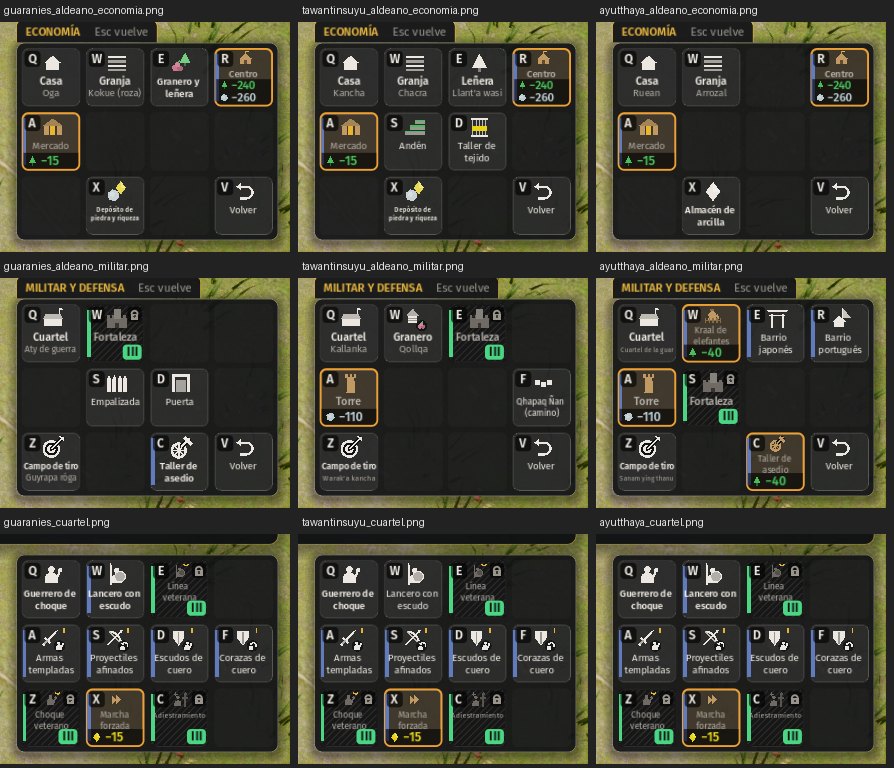 guaranies_aldeano_economia.png
ECONOMÍA Esc vuelve
Q W E R
Casa Granja Granero y leñera Centro
Oga Kokue (roza) -240
-260
A
Mercado
-15
X V
Depósito de piedra y riqueza Volver
tawantinsuyu_aldeano_economia.png
ECONOMÍA Esc vuelve
Q W E R
Casa Granja Leñera Centro
Kancha Chacra Llant'a wasi -240
-260
A S D
Mercado Andén Taller de tejido
-15
X V
Depósito de piedra y riqueza Volver
ayutthaya_aldeano_economia.png
ECONOMÍA Esc vuelve
Q W R
Casa Granja Centro
Ruean Arrozal -240
-260
A
Mercado
-15
X V
Almacén de arcilla Volver
guaranies_aldeano_militar.png
MILITAR Y DEFENSA Esc vuelve
Q W
Cuartel Fortaleza
Aty de guerra III
S D
Empalizada Puerta
Z C V
Campo de tiro Taller de asedio Volver
Guyrapa róga
tawantinsuyu_aldeano_militar.png
MILITAR Y DEFENSA Esc vuelve
Q W E
Cuartel Granero Fortaleza
Kallanka Qollqa III
A F
Torre Qhapaq Ñan (camino)
-110
Z V
Campo de tiro Volver
Warak'a kancha
ayutthaya_aldeano_militar.png
MILITAR Y DEFENSA Esc vuelve
Q W E R
Cuartel Kraal de elefantes Barrio japonés Barrio portugués
Cuartel de la guar -40
A S
Torre Fortaleza
-110 III
Z C V
Campo de tiro Taller de asedio Volver
Sanam ying thanu -40
guaranies_cuartel.png
Q W E
Guerrero de choque Lancero con escudo Línea veterana
III
A S D F
Armas templadas Proyectiles afinados Escudos de cuero Corazas de cuero
Z X C
Choque veterano Marcha forzada Adiestramiento
III -15 III
tawantinsuyu_cuartel.png
Q W E
Guerrero de choque Lancero con escudo Línea veterana
III
A S D F
Armas templadas Proyectiles afinados Escudos de cuero Corazas de cuero
Z X C
Choque veterano Marcha forzada Adiestramiento
III -15 III
ayutthaya_cuartel.png
Q W E
Guerrero de choque Lancero con escudo Línea veterana
III
A S D F
Armas templadas Proyectiles afinados Escudos de cuero Corazas de cuero
Z X C
Choque veterano Marcha forzada Adiestramiento
III -15 III